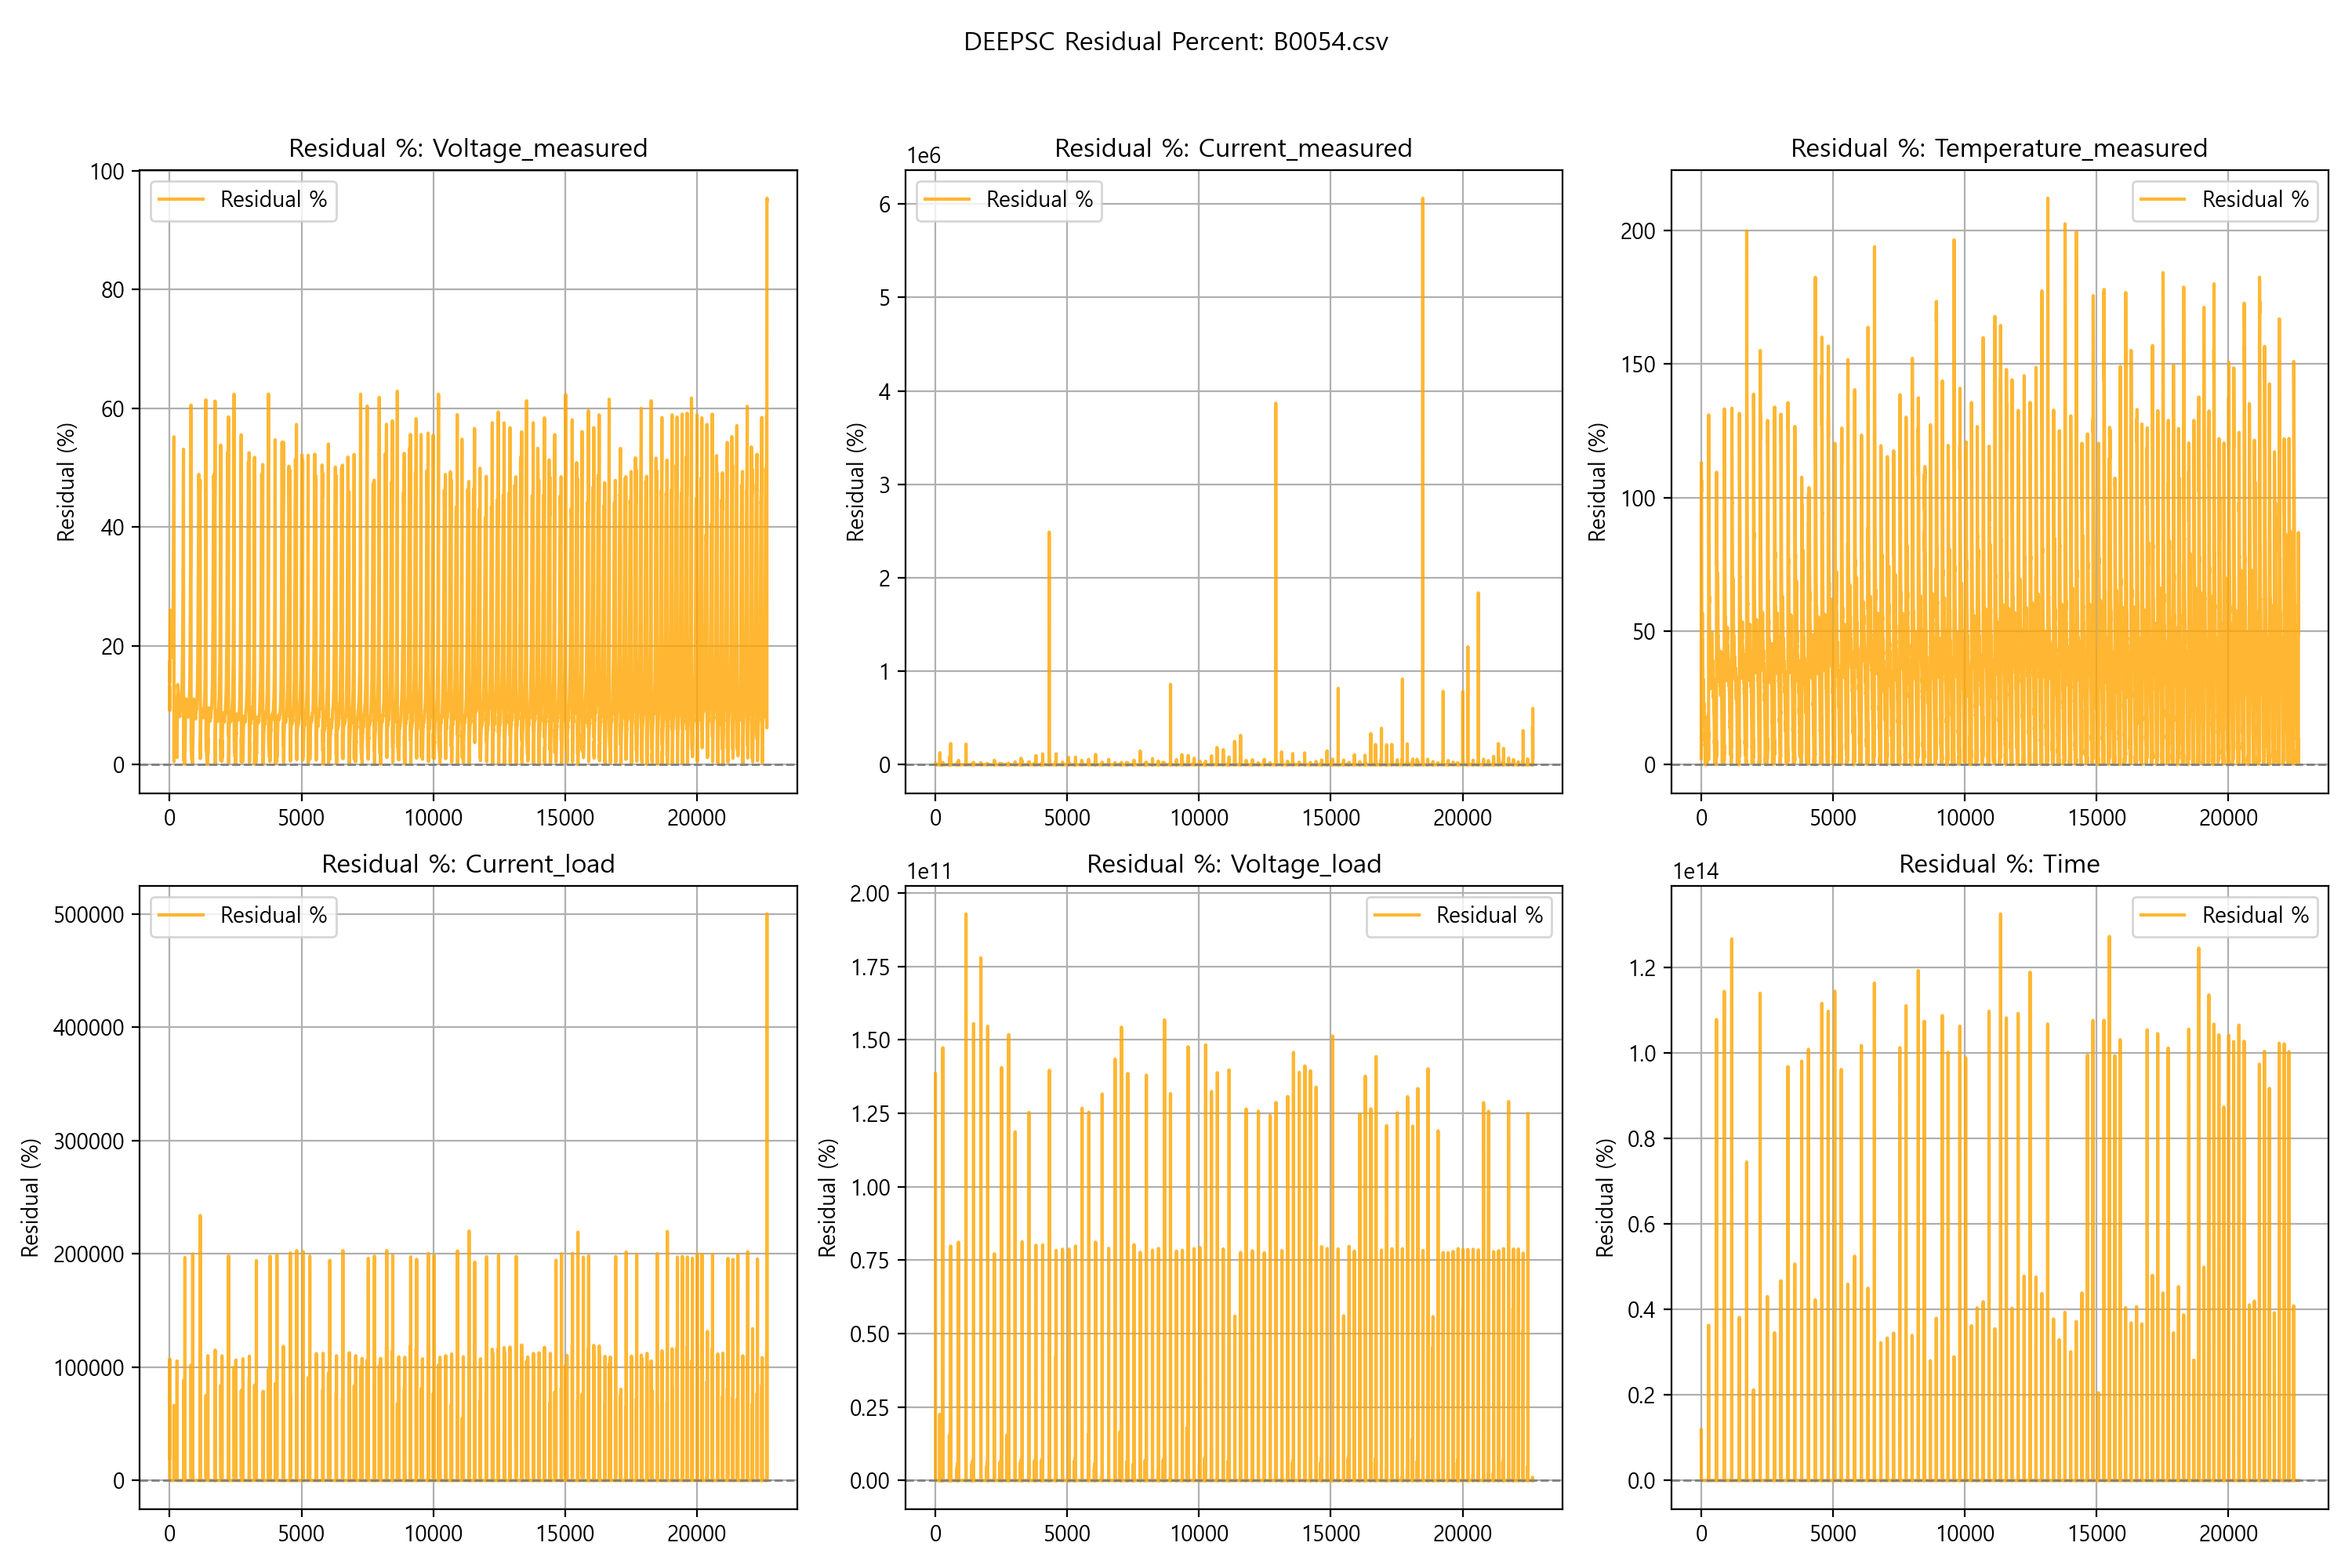 DEEPSC Residual Percent: B0054.csv
Residual %: Voltage_measured
Residual (%)
100
80
60
40
20
0
Residual %
0 5000 10000 15000 20000
Residual %: Current_measured
1e6
Residual (%)
6
5
4
3
2
1
0
Residual %
0 5000 10000 15000 20000
Residual %: Temperature_measured
Residual (%)
200
150
100
50
0
Residual %
0 5000 10000 15000 20000
Residual %: Current_load
Residual (%)
500000
400000
300000
200000
100000
0
Residual %
0 5000 10000 15000 20000
Residual %: Voltage_load
1e11
Residual (%)
2.00
1.75
1.50
1.25
1.00
0.75
0.50
0.25
0.00
Residual %
0 5000 10000 15000 20000
Residual %: Time
1e14
Residual (%)
1.2
1.0
0.8
0.6
0.4
0.2
0.0
Residual %
0 5000 10000 15000 20000